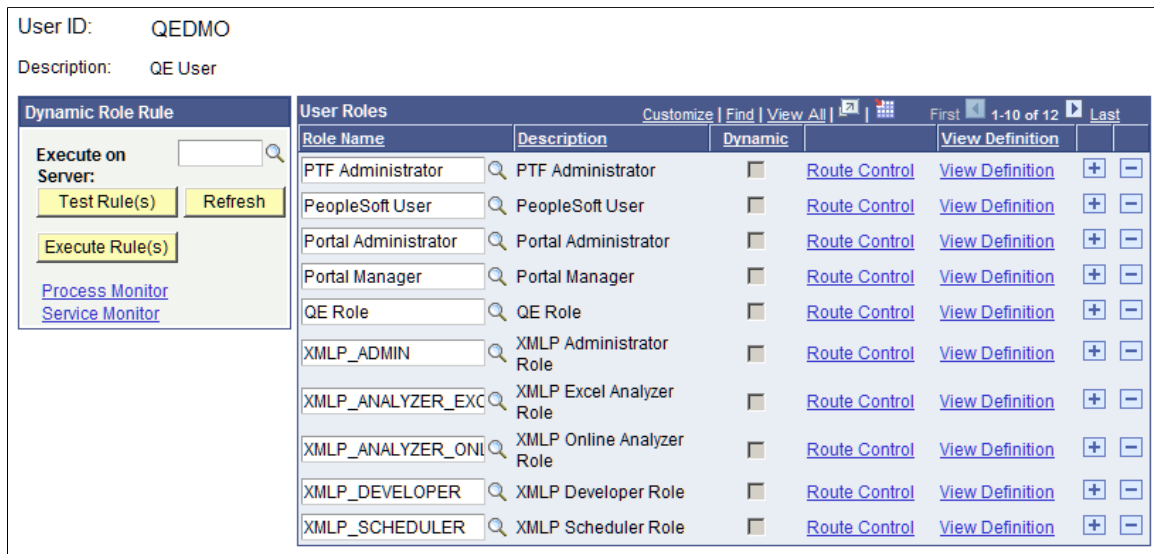 User ID: QEDMO
Description: QE User
Dynamic Role Rule
Execute on
Server:
Test Rule(s) Refresh
Execute Rule(s)
Process Monitor
Service Monitor
User Roles Customize | Find | View All | | First 1-10 of 12 Last
Role Name Description Dynamic View Definition
PTF Administrator PTF Administrator Route Control View Definition
PeopleSoft User PeopleSoft User Route Control View Definition
Portal Administrator Portal Administrator Route Control View Definition
Portal Manager Portal Manager Route Control View Definition
QE Role QE Role Route Control View Definition
XMLP_ADMIN XMLP Administrator Role Route Control View Definition
XMLP_ANALYZER_EXC XMLP Excel Analyzer Role Route Control View Definition
XMLP_ANALYZER_ONL XMLP Online Analyzer Role Route Control View Definition
XMLP_DEVELOPER XMLP Developer Role Route Control View Definition
XMLP_SCHEDULER XMLP Scheduler Role Route Control View Definition